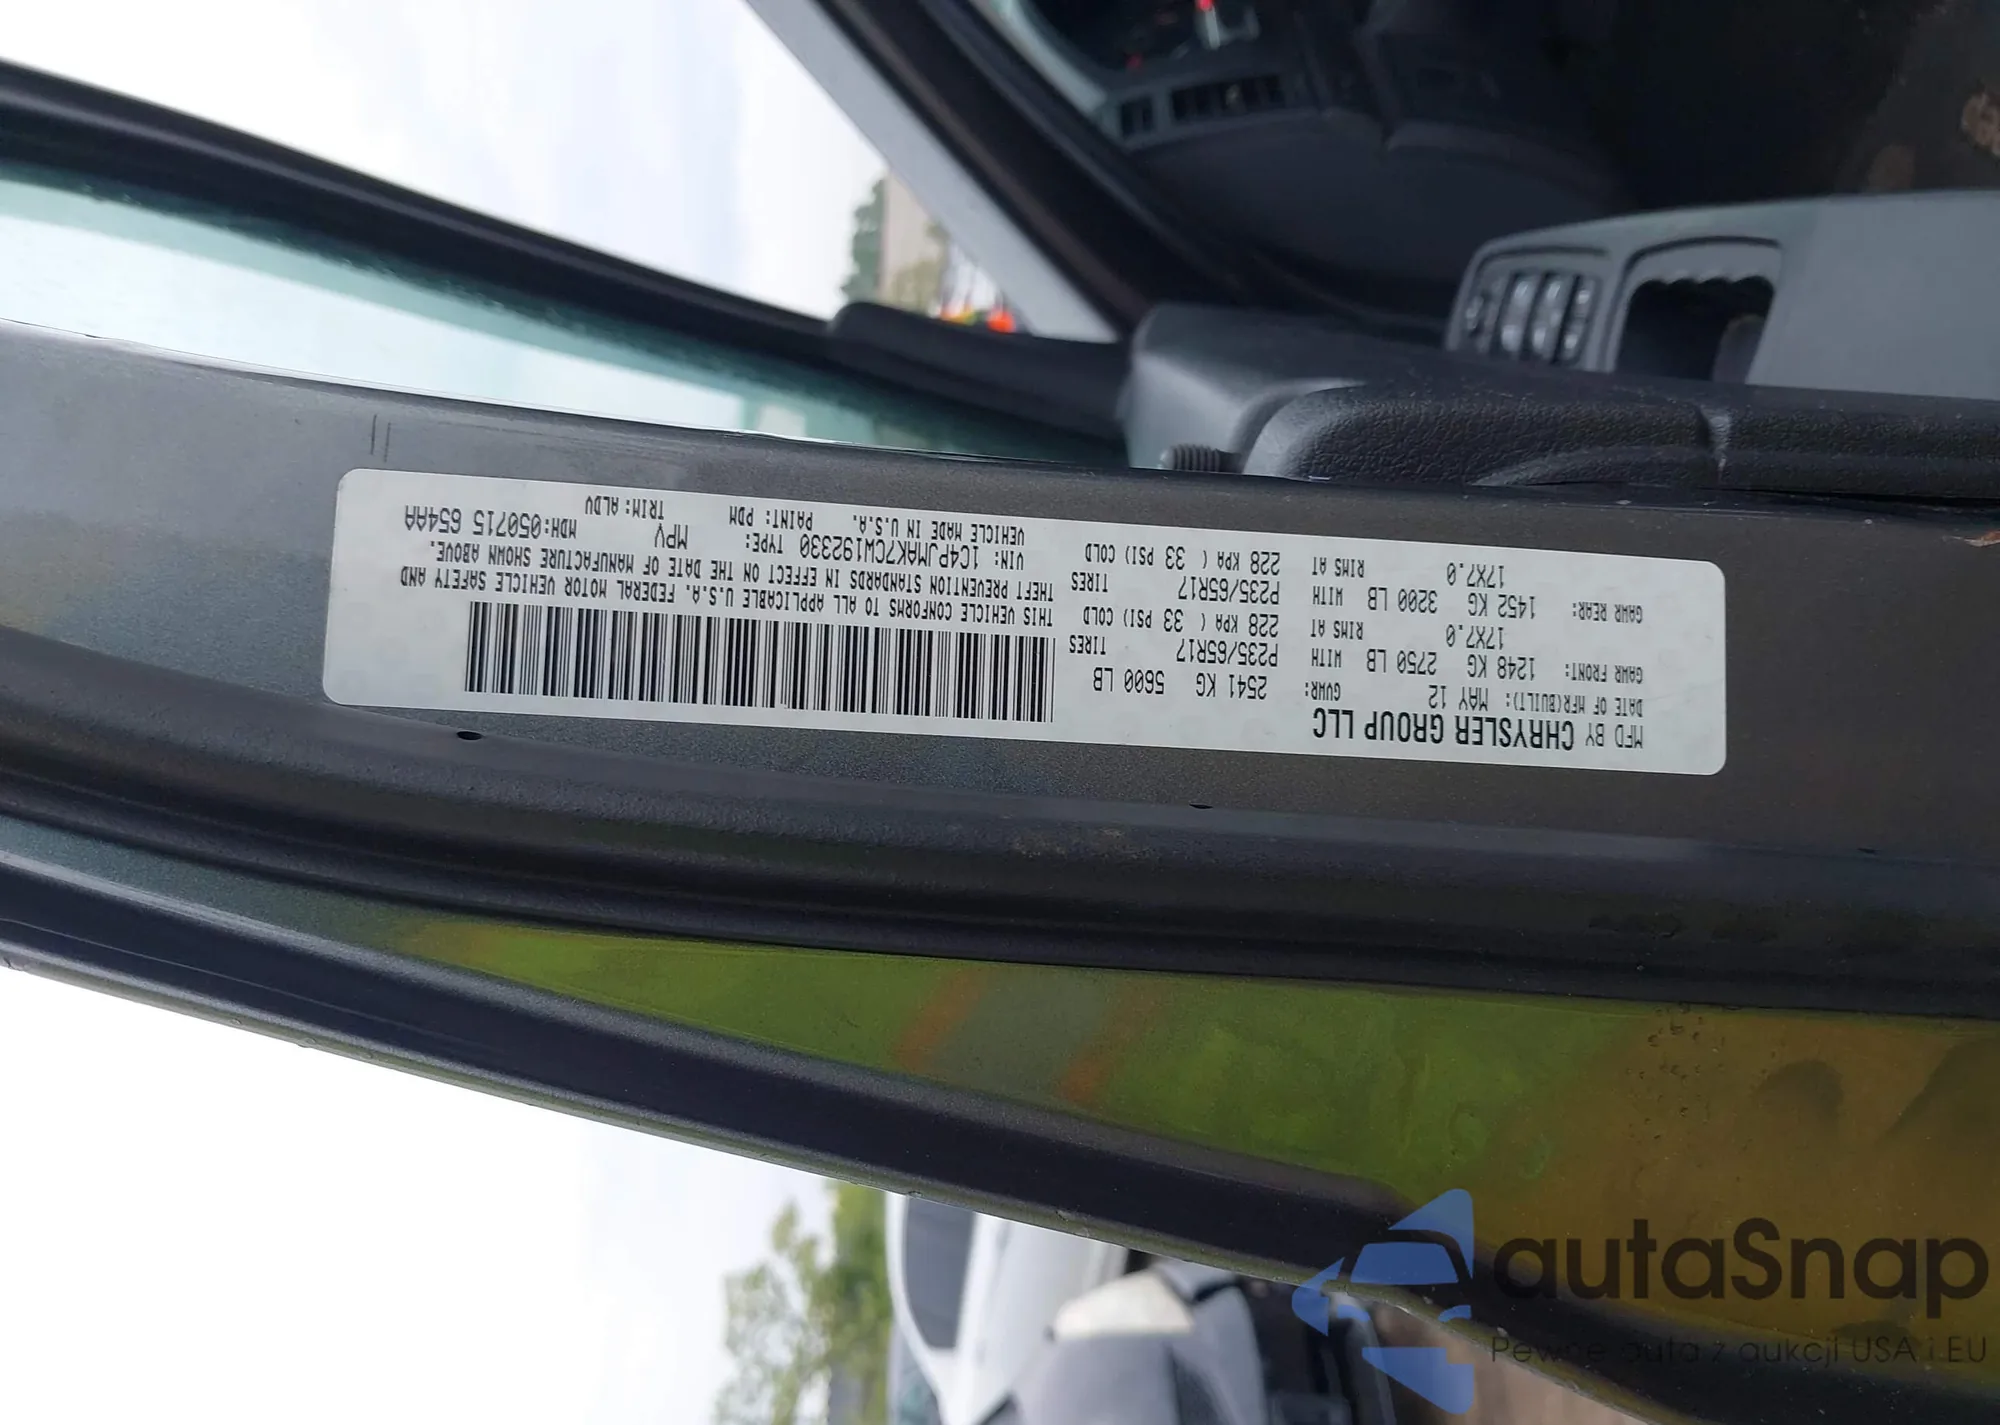 MFD BY CHRYSLER GROUP LLC
DATE OF MFR(BUILT): MAY 12 GVWR: 2541 KG 5600 LB
GAWR FRONT: 1248 KG 2750 LB WITH P235/65R17 TIRES
17X7.0 RIMS AT 228 KPA ( 33 PSI) COLD
GAWR REAR: 1452 KG 3200 LB WITH P235/65R17 TIRES
17X7.0 RIMS AT 228 KPA ( 33 PSI) COLD
THIS VEHICLE CONFORMS TO ALL APPLICABLE U.S.A. FEDERAL MOTOR VEHICLE SAFETY AND
THEFT PREVENTION STANDARDS IN EFFECT ON THE DATE OF MANUFACTURE SHOWN ABOVE.
VIN: 1C4PJMAK7CW192330 TYPE: MPV MDH:050715 654AA
VEHICLE MADE IN U.S.A. PAINT: PDM TRIM: ALDV
autaSnap
Pewne auta z aukcji USA i EU